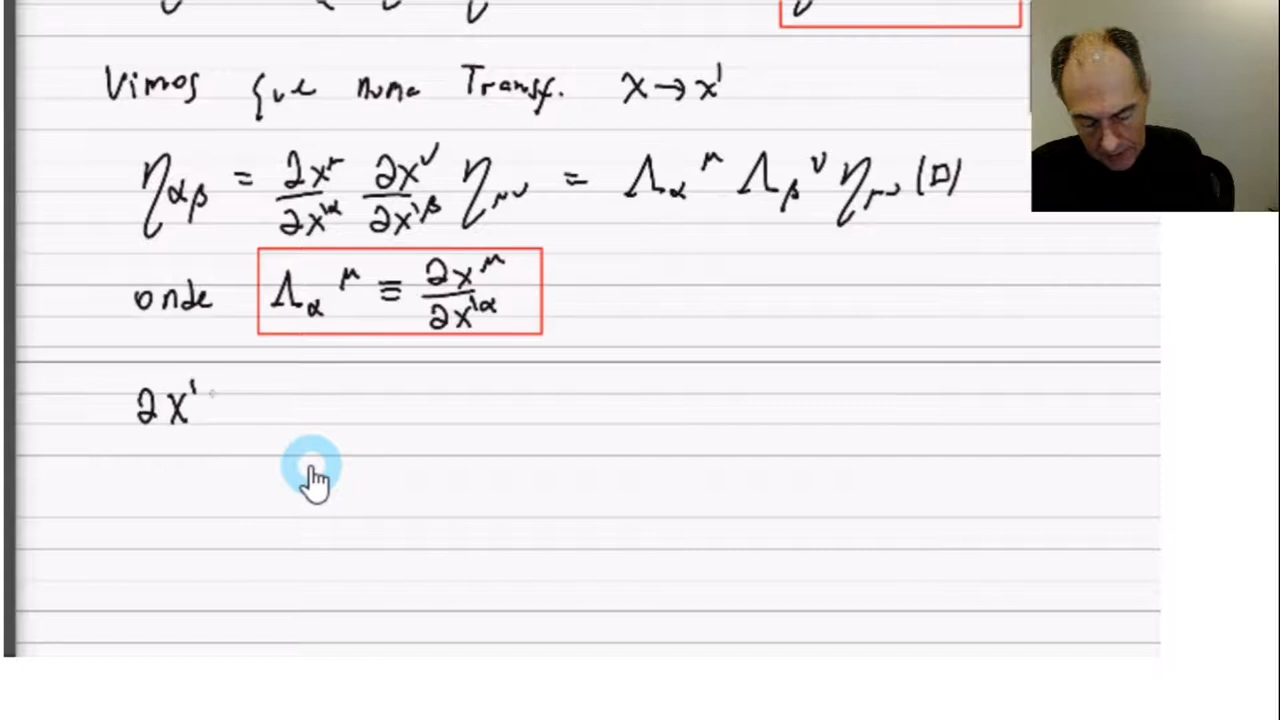 Vimos que numa Transf. x → x'
η_αβ = ∂x^μ/∂x'^α ∂x^ν/∂x'^β η_μν = Λ_α^μ Λ_β^ν η_μν (□)
onde Λ_α^μ ≡ ∂x^μ/∂x'^α
∂x'